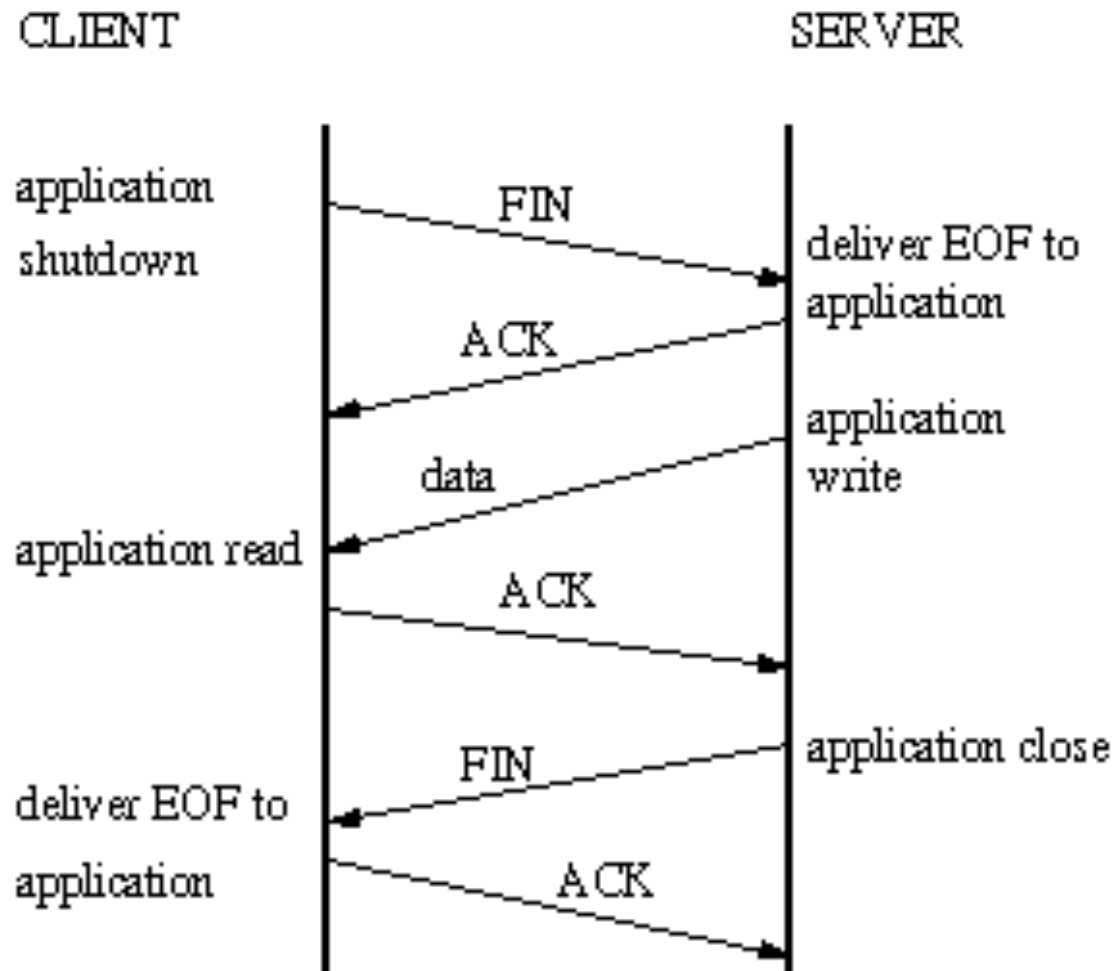 CLIENT
SERVER
application
shutdown
FIN
deliver EOF to
application
ACK
application
write
data
application read
ACK
application close
FIN
deliver EOF to
application
ACK